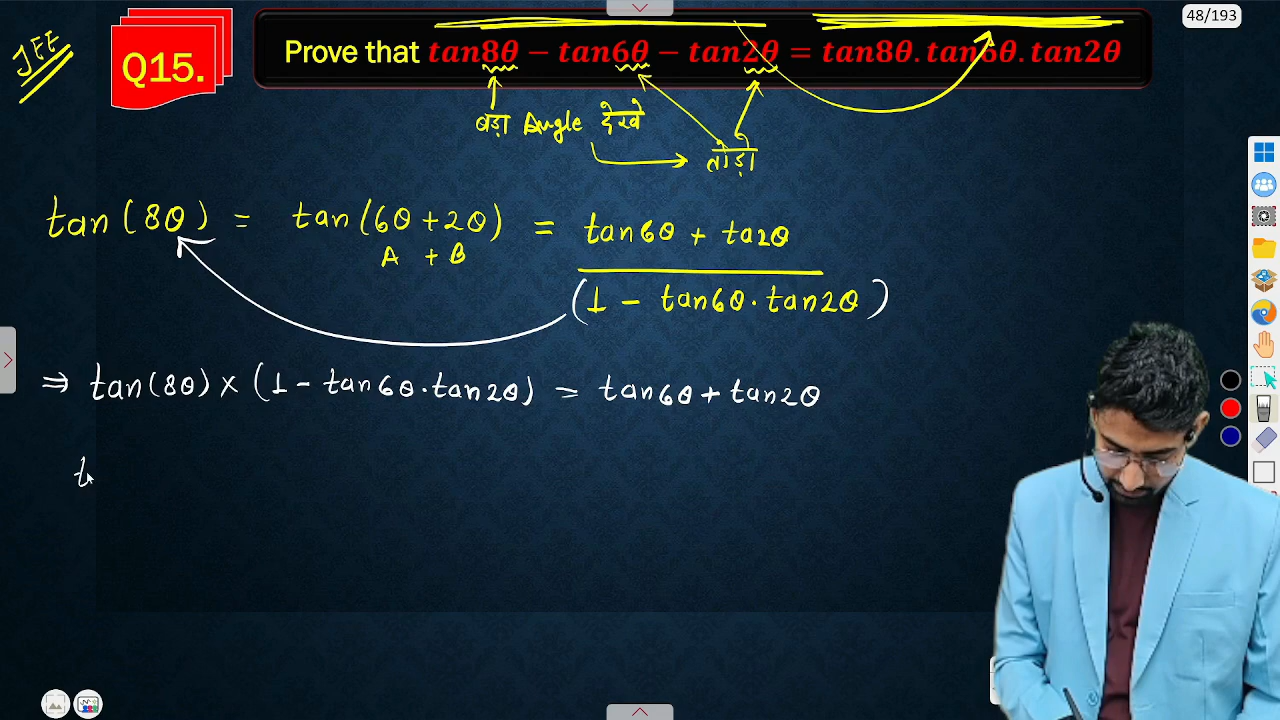 48/193
JEE
Q15.
Prove that tan8θ − tan6θ − tan2θ = tan8θ.tan6θ.tan2θ
बड़ा Angle देखें
तोड़ो
tan(8θ) = tan(6θ+2θ) = tan6θ + ta2θ
A + B
(1 − tan6θ·tan2θ)
⇒ tan(8θ) × (1 − tan6θ·tan2θ) = tan6θ + tan2θ
t